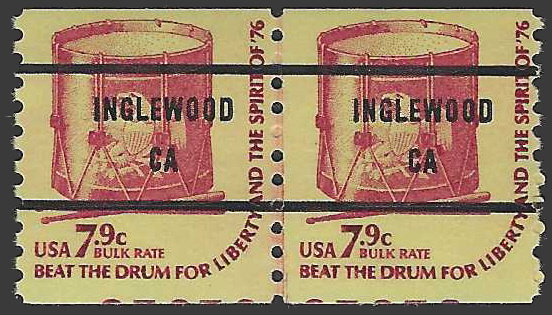 INGLEWOOD
CA
USA 7.9c
BULK RATE
BEAT THE DRUM FOR LIBERTY AND THE SPIRIT OF '76
INGLEWOOD
CA
USA 7.9c
BULK RATE
BEAT THE DRUM FOR LIBERTY AND THE SPIRIT OF '76